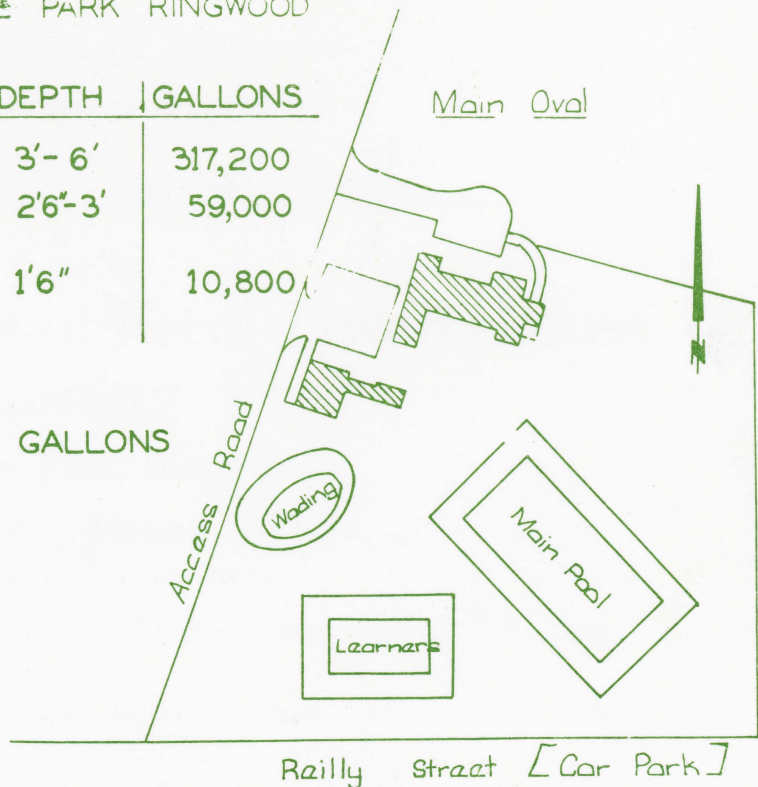 PARK RINGWOOD
DEPTH GALLONS
3'-6' 317,200
2'6"-3' 59,000
1'6" 10,800
GALLONS
Main Oval
N
Access Road
Wading
Main Pool
Learners
Reilly Street [Car Park]